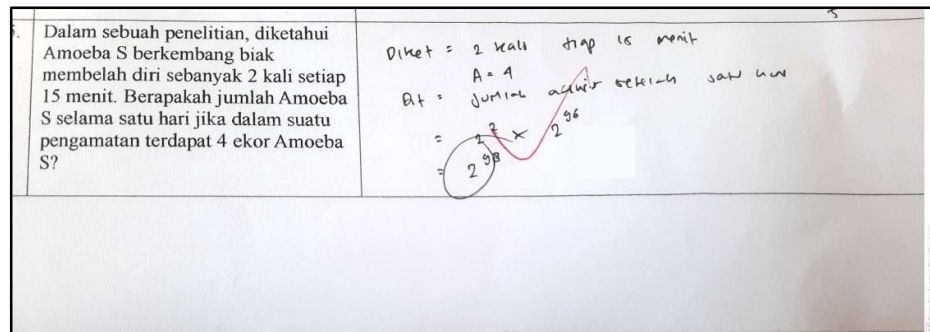 Dalam sebuah penelitian, diketahui
Amoeba S berkembang biak
membelah diri sebanyak 2 kali setiap
15 menit. Berapakah jumlah Amoeba
S selama satu hari jika dalam suatu
pengamatan terdapat 4 ekor Amoeba
S?
Diket = 2 kali tiap 15 menit
A = 4
Dit = Jumlah setelah satu hari
= 2² × 2⁹⁶
= 2⁹⁸